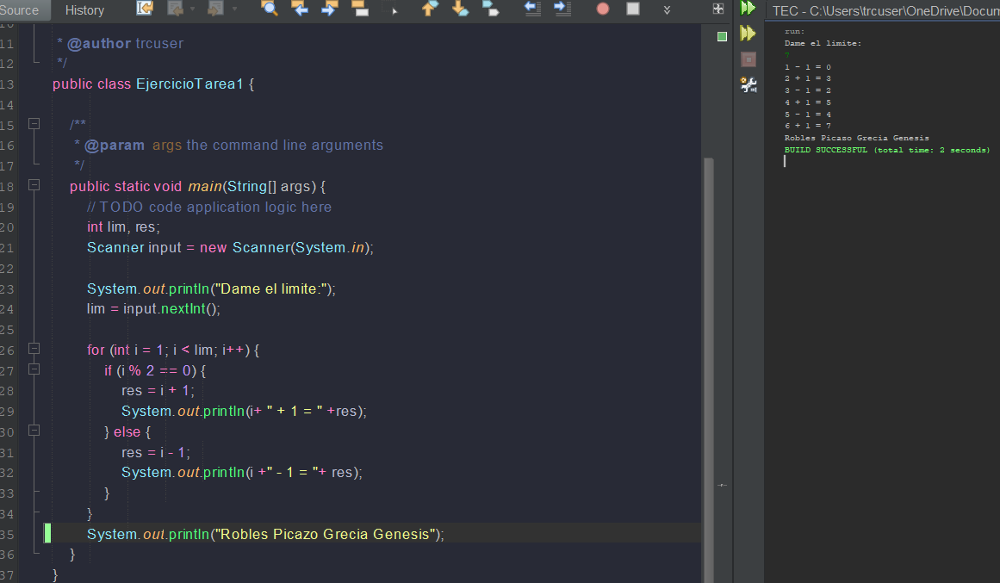 Source History
TEC - C:\Users\trcuser\OneDrive\Docum
11 * @author trcuser
12 */
13 public class EjercicioTarea1 {
14
15 /**
16 * @param args the command line arguments
17 */
18 public static void main(String[] args) {
19 // TODO code application logic here
20 int lim, res;
21 Scanner input = new Scanner(System.in);
22
23 System.out.println("Dame el limite:");
24 lim = input.nextInt();
25
26 for (int i = 1; i < lim; i++) {
27 if (i % 2 == 0) {
28 res = i + 1;
29 System.out.println(i+ " + 1 = " +res);
30 } else {
31 res = i - 1;
32 System.out.println(i +" - 1 = "+ res);
33 }
34 }
35 System.out.println("Robles Picazo Grecia Genesis");
36 }
37 }
run:
Dame el limite:
7
1 - 1 = 0
2 + 1 = 3
3 - 1 = 2
4 + 1 = 5
5 - 1 = 4
6 + 1 = 7
Robles Picazo Grecia Genesis
BUILD SUCCESSFUL (total time: 2 seconds)